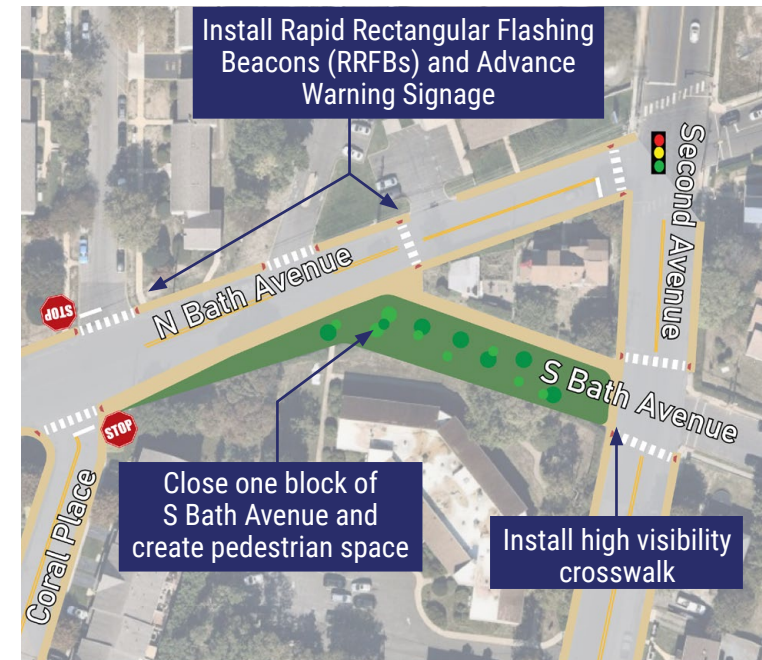 Install Rapid Rectangular Flashing
Beacons (RRFBs) and Advance
Warning Signage
Second Avenue
N Bath Avenue
STOP
S Bath Avenue
STOP
Close one block of
S Bath Avenue and
create pedestrian space
Install high visibility
crosswalk
Coral Place